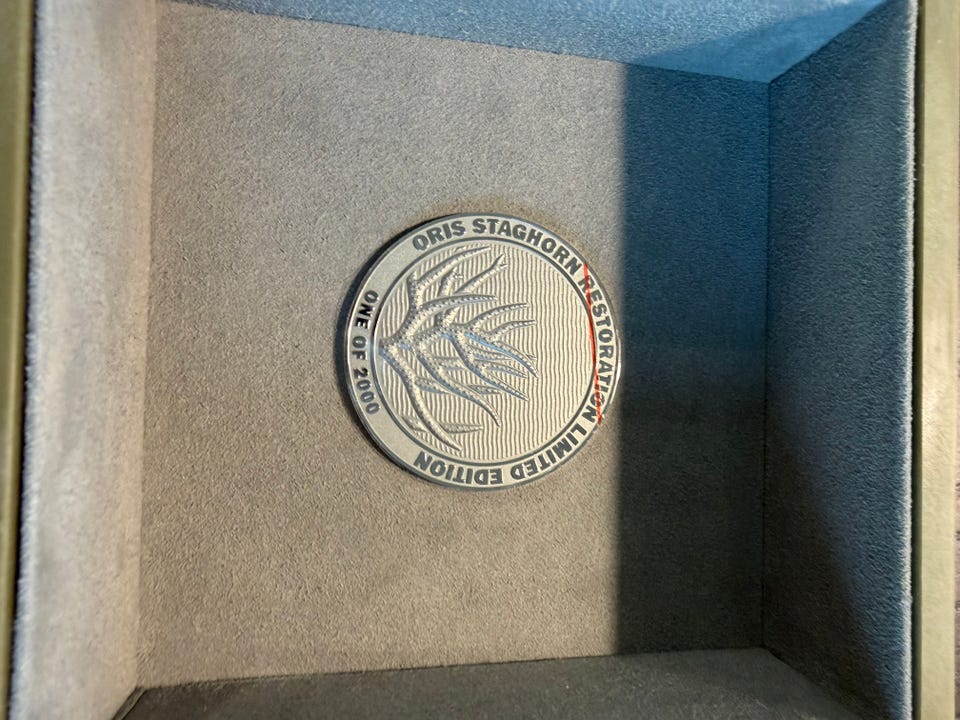 ORIS STAGHORN RESTORATION LIMITED EDITION
ONE OF 2000